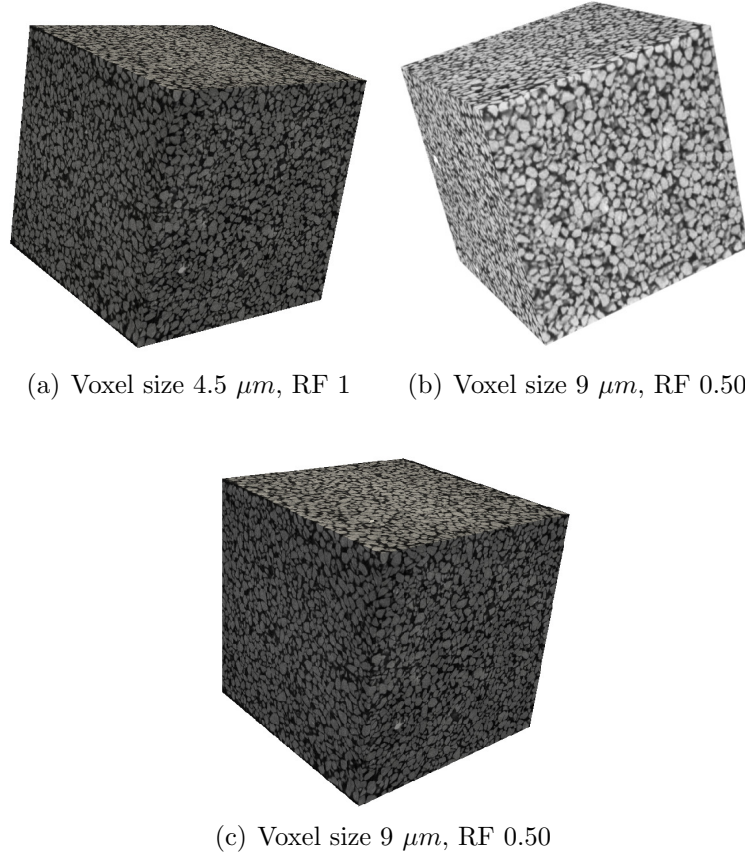 (a) Voxel size 4.5 μm, RF 1
(b) Voxel size 9 μm, RF 0.50
(c) Voxel size 9 μm, RF 0.50